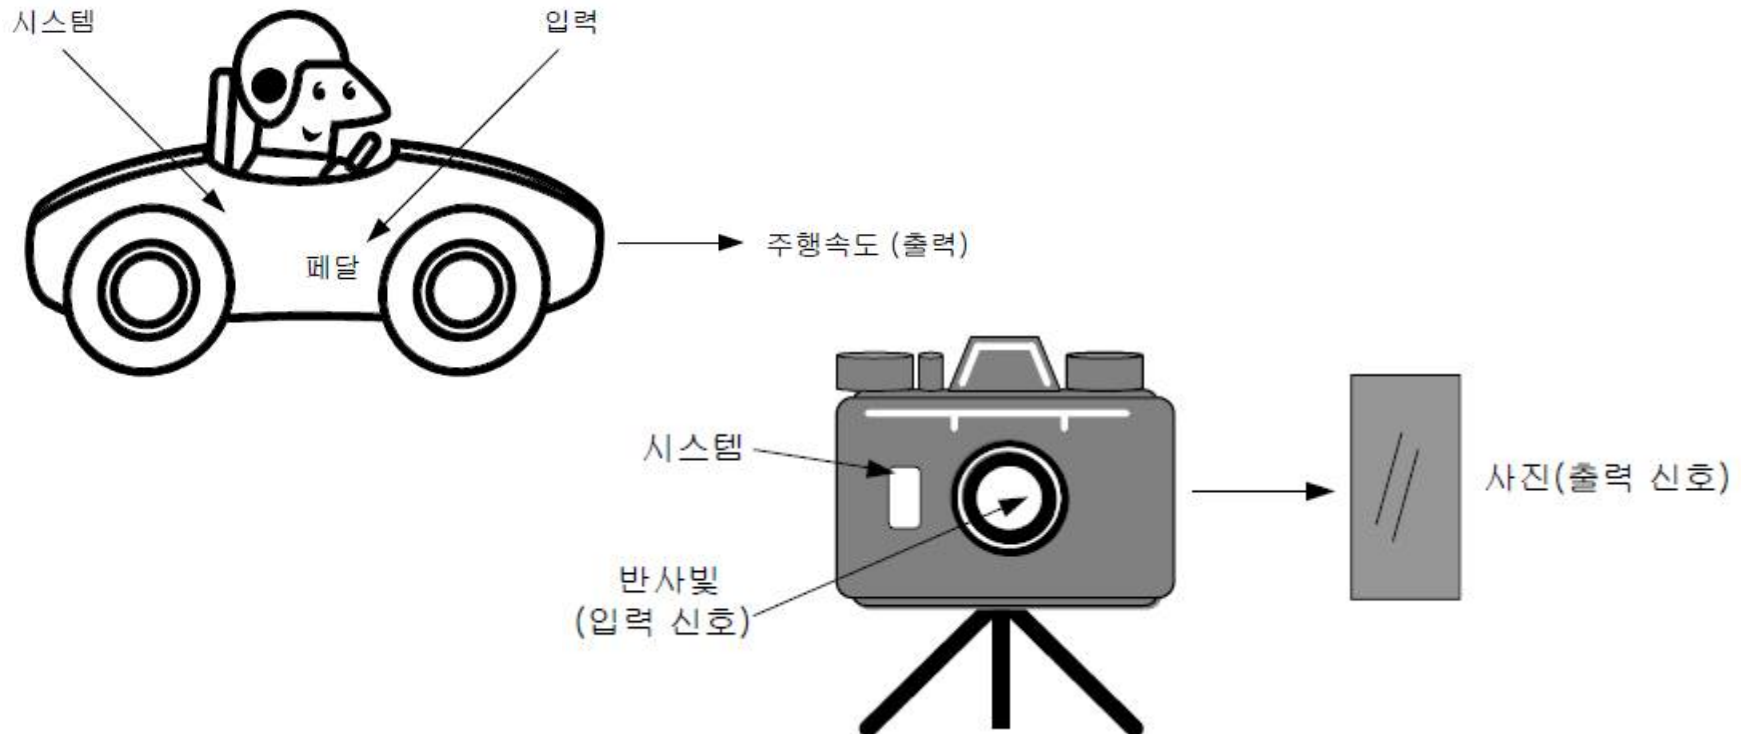 시스템
입력
페달
주행속도 (출력)
시스템
반사빛
(입력 신호)
사진(출력 신호)